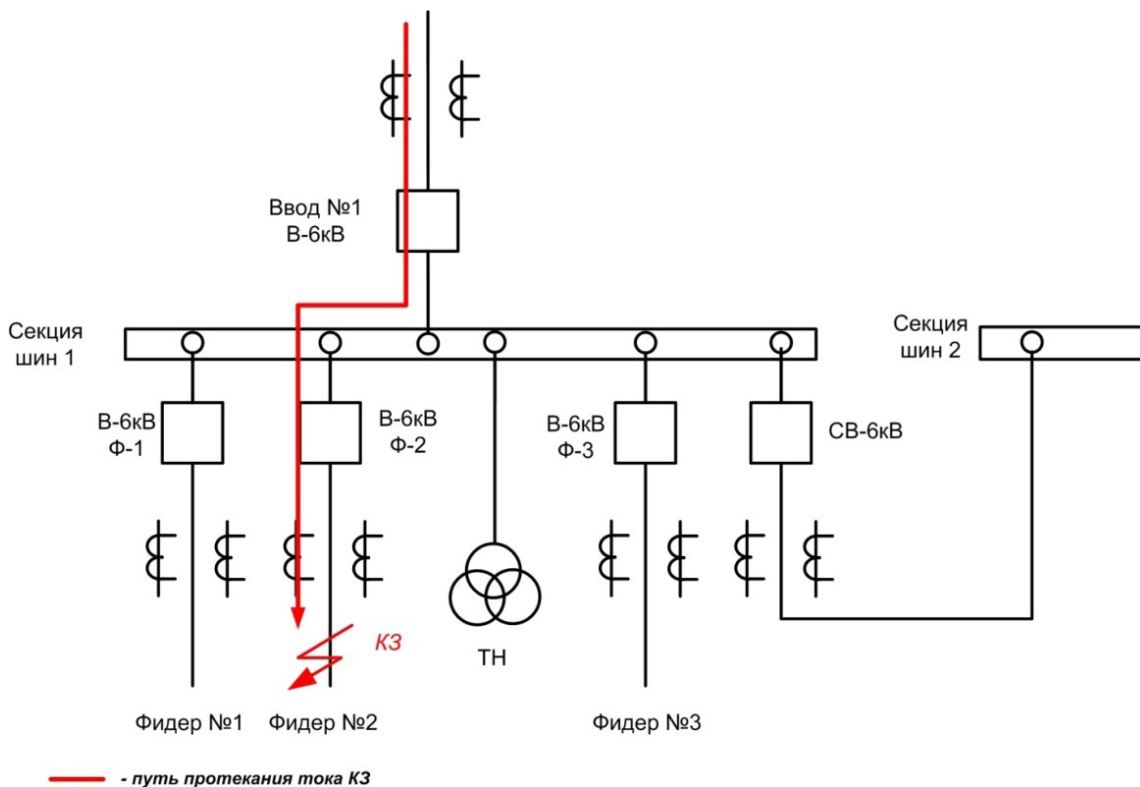 Ввод №1
В-6кВ
Секция
шин 1
Секция
шин 2
В-6кВ
Ф-1
В-6кВ
Ф-2
В-6кВ
Ф-3
СВ-6кВ
КЗ
ТН
Фидер №1
Фидер №2
Фидер №3
- путь протекания тока КЗ